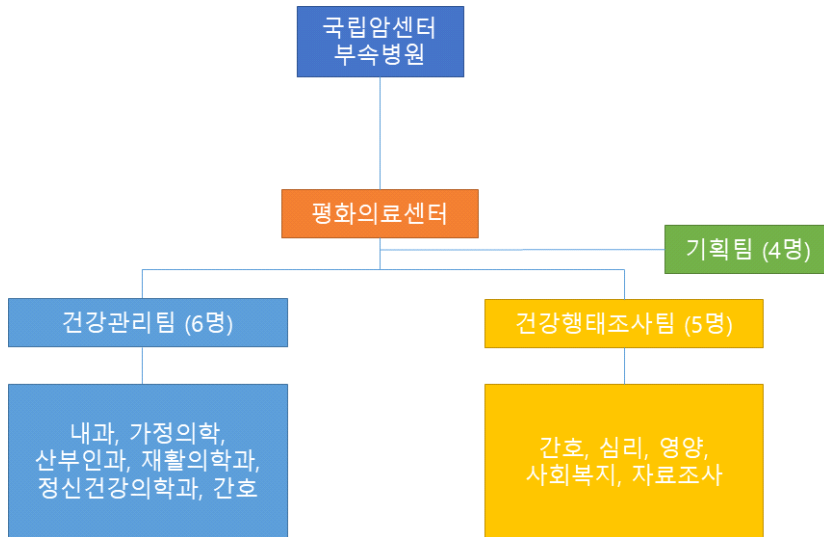 국립암센터
부속병원
평화의료센터
기획팀 (4명)
건강관리팀 (6명)
건강행태조사팀 (5명)
내과, 가정의학,
산부인과, 재활의학과,
정신건강의학과, 간호
간호, 심리, 영양,
사회복지, 자료조사